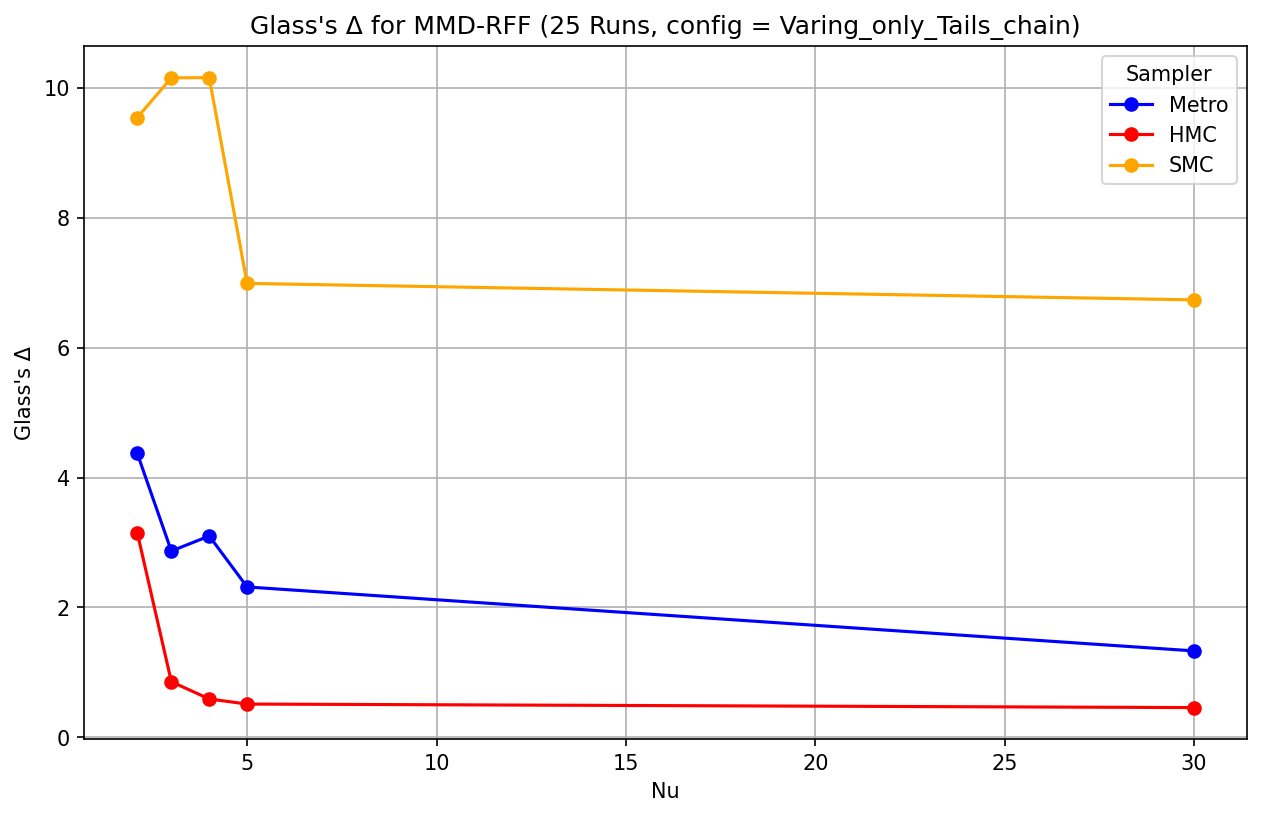 Glass's Δ for MMD-RFF (25 Runs, config = Varing_only_Tails_chain)
Sampler
Metro
HMC
SMC
10
8
6
4
2
0
Glass's Δ
5 10 15 20 25 30
Nu